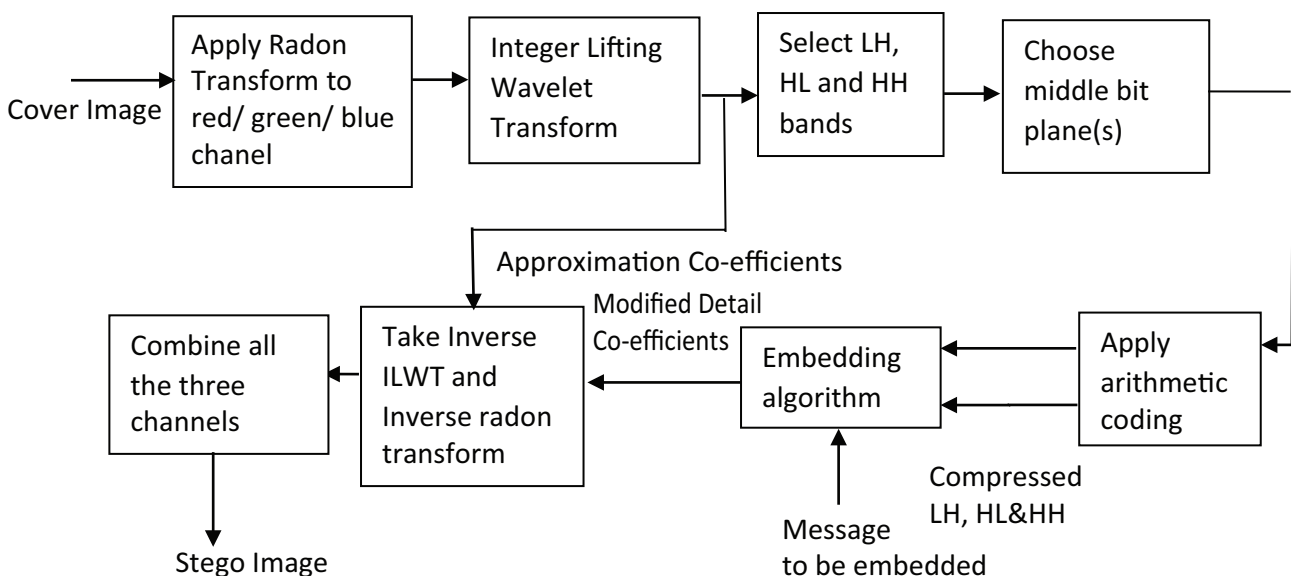 Cover Image
Apply Radon
Transform to
red/ green/ blue
chanel
Integer Lifting
Wavelet
Transform
Select LH,
HL and HH
bands
Choose
middle bit
plane(s)
Approximation Co-efficients
Modified Detail
Co-efficients
Combine all
the three
channels
Take Inverse
ILWT and
Inverse radon
transform
Embedding
algorithm
Apply
arithmetic
coding
Compressed
LH, HL&HH
Message
to be embedded
Stego Image